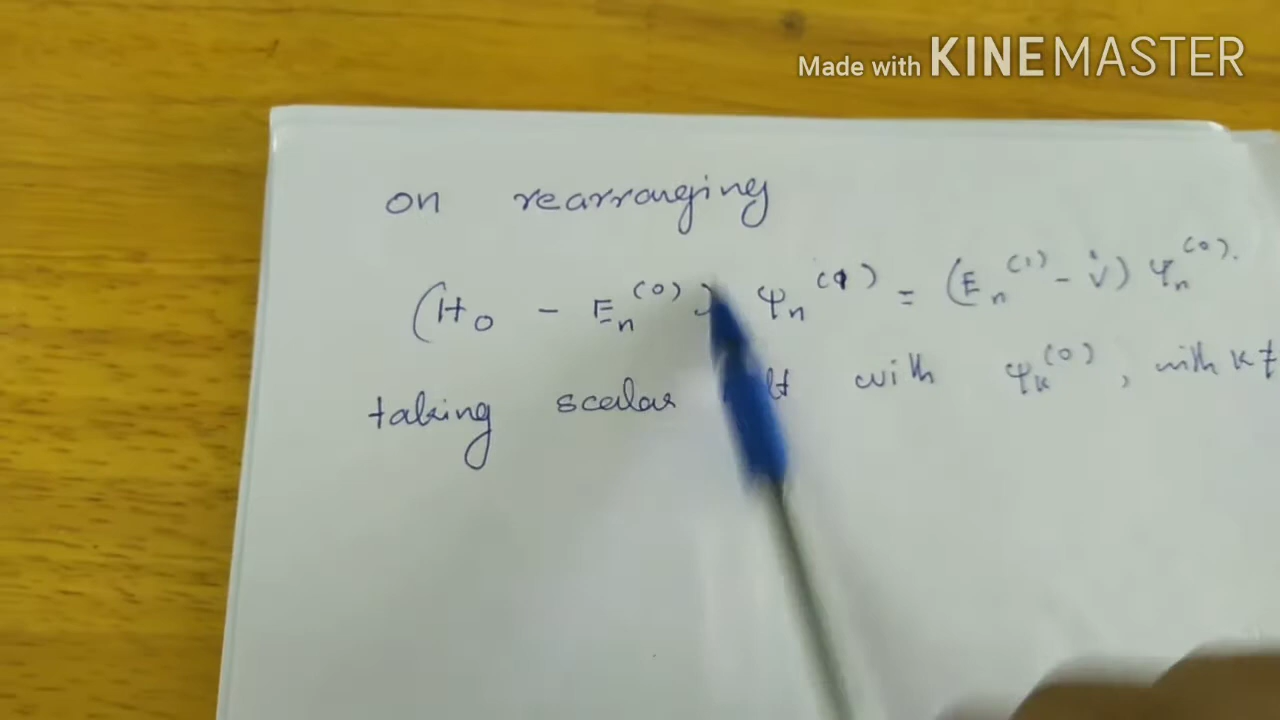 Made with KINEMASTER
on rearranging
(H₀ - Eₙ⁽⁰⁾) ψₙ⁽¹⁾ = (Eₙ⁽¹⁾ - V̇) ψₙ⁽⁰⁾.
taking scalar with ψₖ⁽⁰⁾, with k ≠